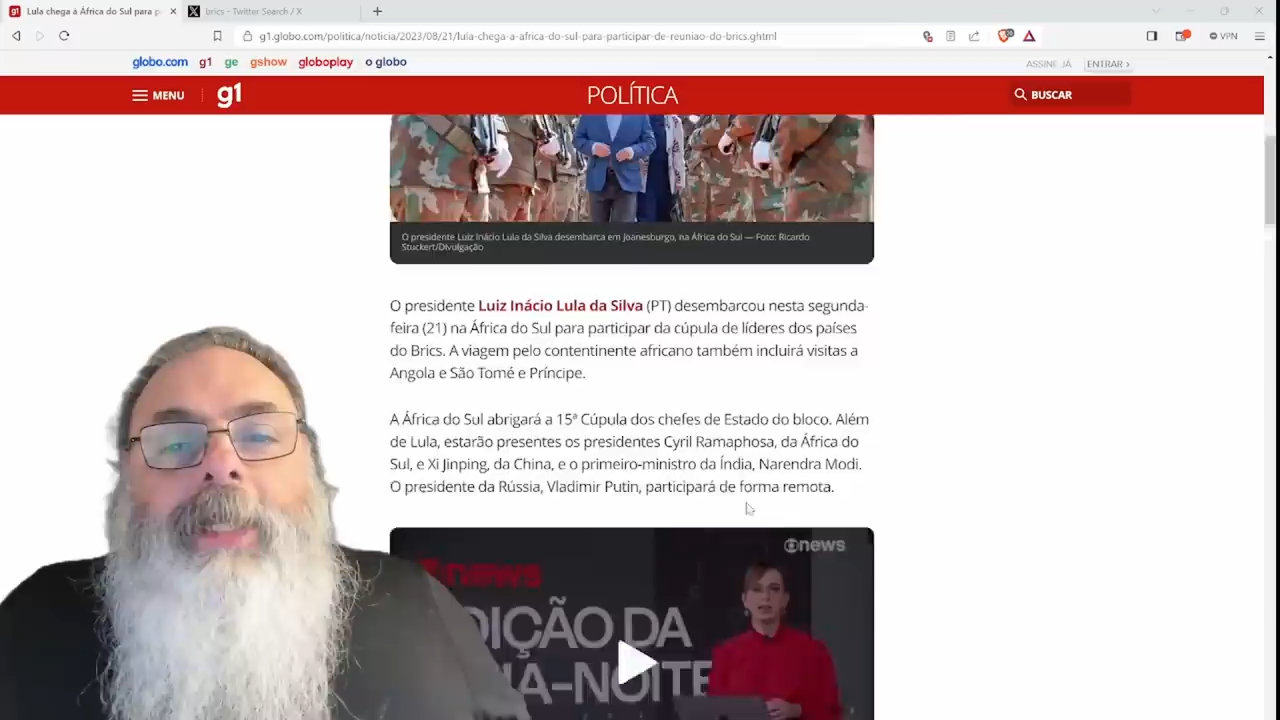 Lula chega à África do Sul para p
brics - Twitter Search / X
g1.globo.com/politica/noticia/2023/08/21/lula-chega-a-africa-do-sul-para-participar-de-reuniao-do-brics.ghtml
VPN
globo.com g1 ge gshow globoplay o globo
ASSINE JÁ ENTRAR ›
MENU g1 POLÍTICA BUSCAR
O presidente Luiz Inácio Lula da Silva desembarca em Joanesburgo, na África do Sul — Foto: Ricardo
Stuckert/Divulgação
O presidente Luiz Inácio Lula da Silva (PT) desembarcou nesta segunda-
feira (21) na África do Sul para participar da cúpula de líderes dos países
do Brics. A viagem pelo contentinente africano também incluirá visitas a
Angola e São Tomé e Príncipe.
A África do Sul abrigará a 15ª Cúpula dos chefes de Estado do bloco. Além
de Lula, estarão presentes os presidentes Cyril Ramaphosa, da África do
Sul, e Xi Jinping, da China, e o primeiro-ministro da Índia, Narendra Modi.
O presidente da Rússia, Vladimir Putin, participará de forma remota.
news
news
DIÇÃO DA
IA-NOITE